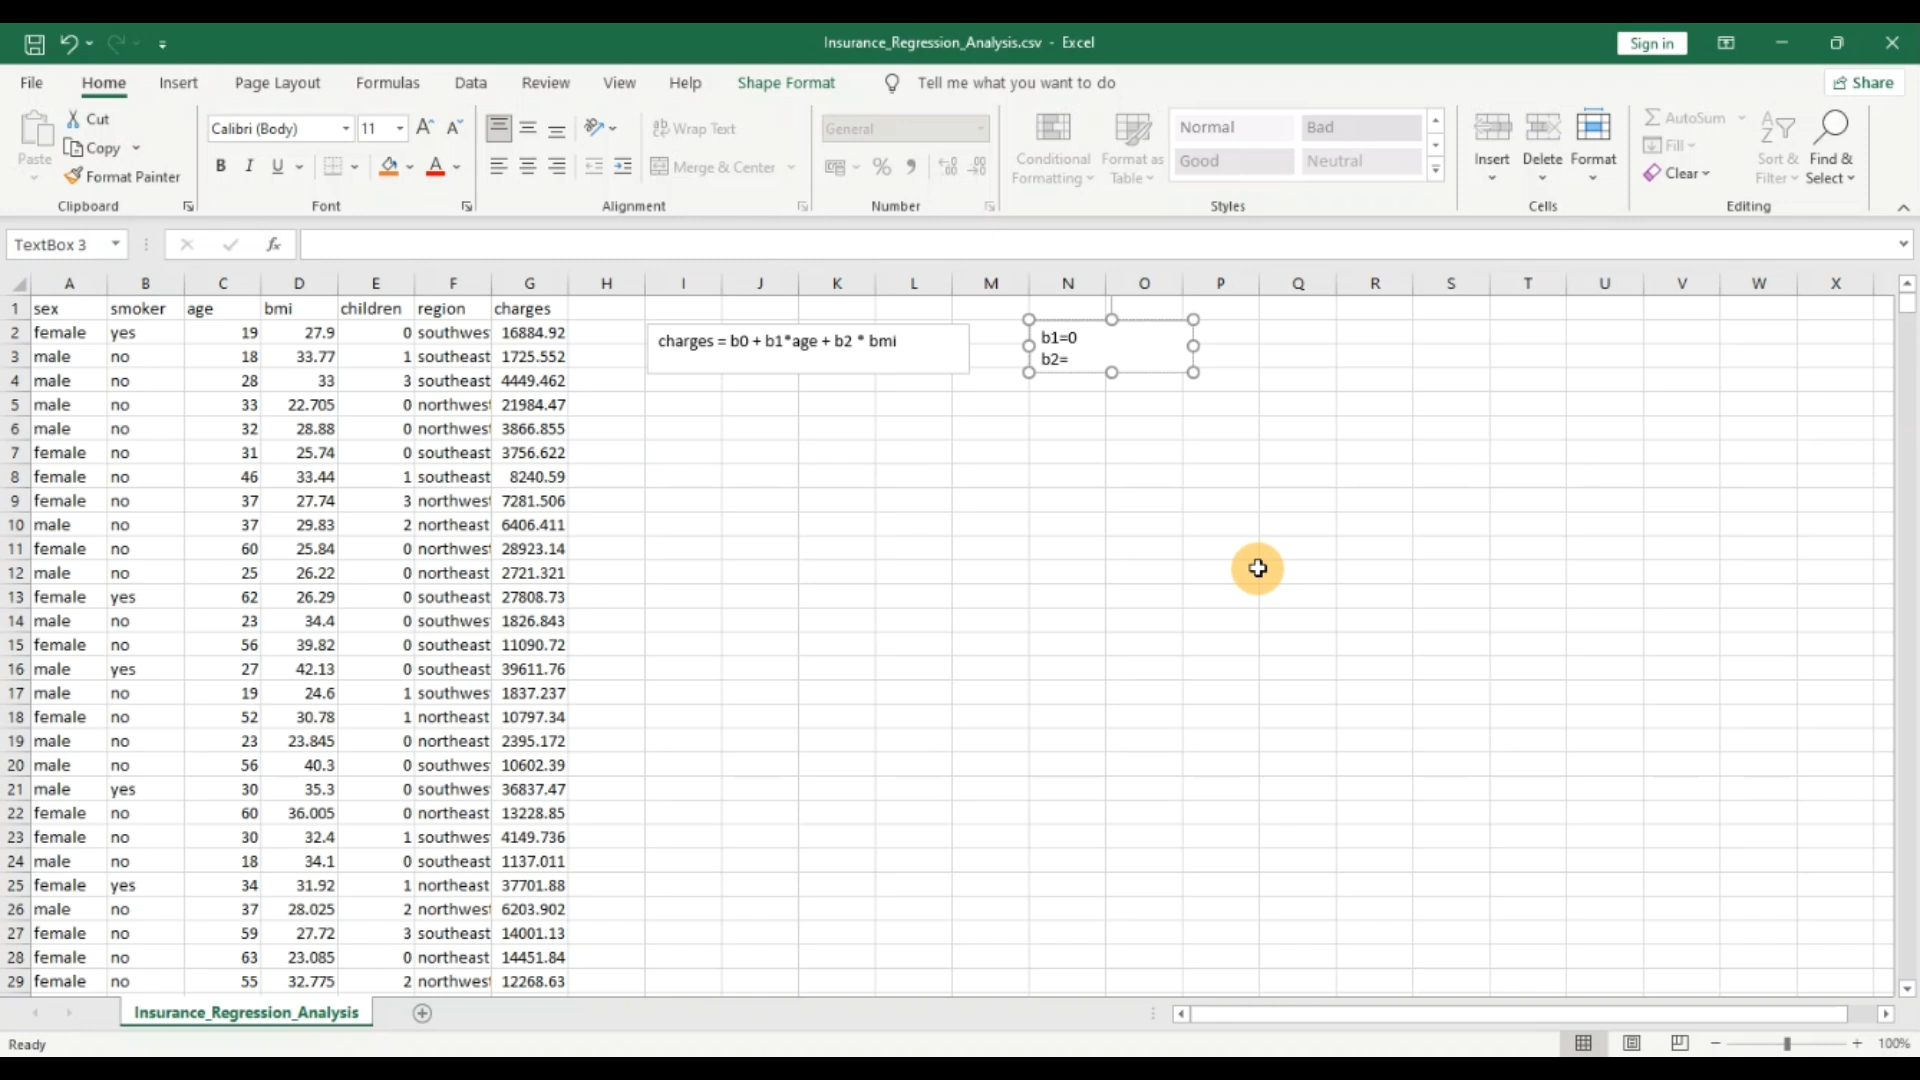 Insurance_Regression_Analysis.csv - Excel
Sign in
File Home Insert Page Layout Formulas Data Review View Help Shape Format Tell me what you want to do Share
Paste
Cut
Copy
Format Painter
Clipboard
Calibri (Body) 11
B I U
Font
Wrap Text
Merge & Center
Alignment
General
Number
Conditional Formatting
Format as Table
Normal Bad
Good Neutral
Styles
Insert Delete Format
Cells
AutoSum
Fill
Clear
Sort & Filter
Find & Select
Editing
TextBox 3 fx
A B C D E F G H I J K L M N O P Q R S T U V W X
1 sex smoker age bmi children region charges
2 female yes 19 27.9 0 southwes 16884.92
3 male no 18 33.77 1 southeast 1725.552
4 male no 28 33 3 southeast 4449.462
5 male no 33 22.705 0 northwest 21984.47
6 male no 32 28.88 0 northwest 3866.855
7 female no 31 25.74 0 southeast 3756.622
8 female no 46 33.44 1 southeast 8240.59
9 female no 37 27.74 3 northwest 7281.506
10 male no 37 29.83 2 northeast 6406.411
11 female no 60 25.84 0 northwest 28923.14
12 male no 25 26.22 0 northeast 2721.321
13 female yes 62 26.29 0 southeast 27808.73
14 male no 23 34.4 0 southwes 1826.843
15 female no 56 39.82 0 southeast 11090.72
16 male yes 27 42.13 0 southeast 39611.76
17 male no 19 24.6 1 southwes 1837.237
18 female no 52 30.78 1 northeast 10797.34
19 male no 23 23.845 0 northeast 2395.172
20 male no 56 40.3 0 southwes 10602.39
21 male yes 30 35.3 0 southwes 36837.47
22 female no 60 36.005 0 northeast 13228.85
23 female no 30 32.4 1 southwes 4149.736
24 male no 18 34.1 0 southeast 1137.011
25 female yes 34 31.92 1 northeast 37701.88
26 male no 37 28.025 2 northwest 6203.902
27 female no 59 27.72 3 southeast 14001.13
28 female no 63 23.085 0 northeast 14451.84
29 female no 55 32.775 2 northwest 12268.63
charges = b0 + b1*age + b2 * bmi
b1=0
b2=
Insurance_Regression_Analysis
Ready
100%